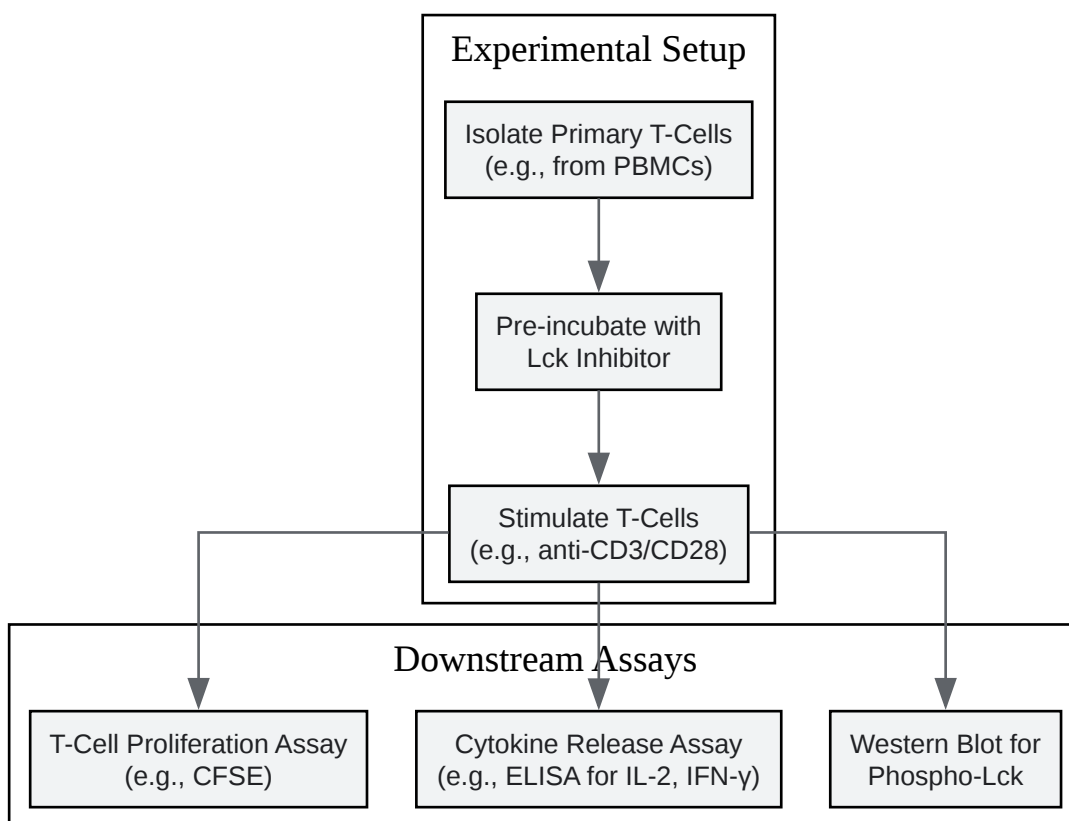 Experimental Setup
Isolate Primary T-Cells
(e.g., from PBMCs)
Pre-incubate with
Lck Inhibitor
Stimulate T-Cells
(e.g., anti-CD3/CD28)
Downstream Assays
T-Cell Proliferation Assay
(e.g., CFSE)
Cytokine Release Assay
(e.g., ELISA for IL-2, IFN-γ)
Western Blot for
Phospho-Lck